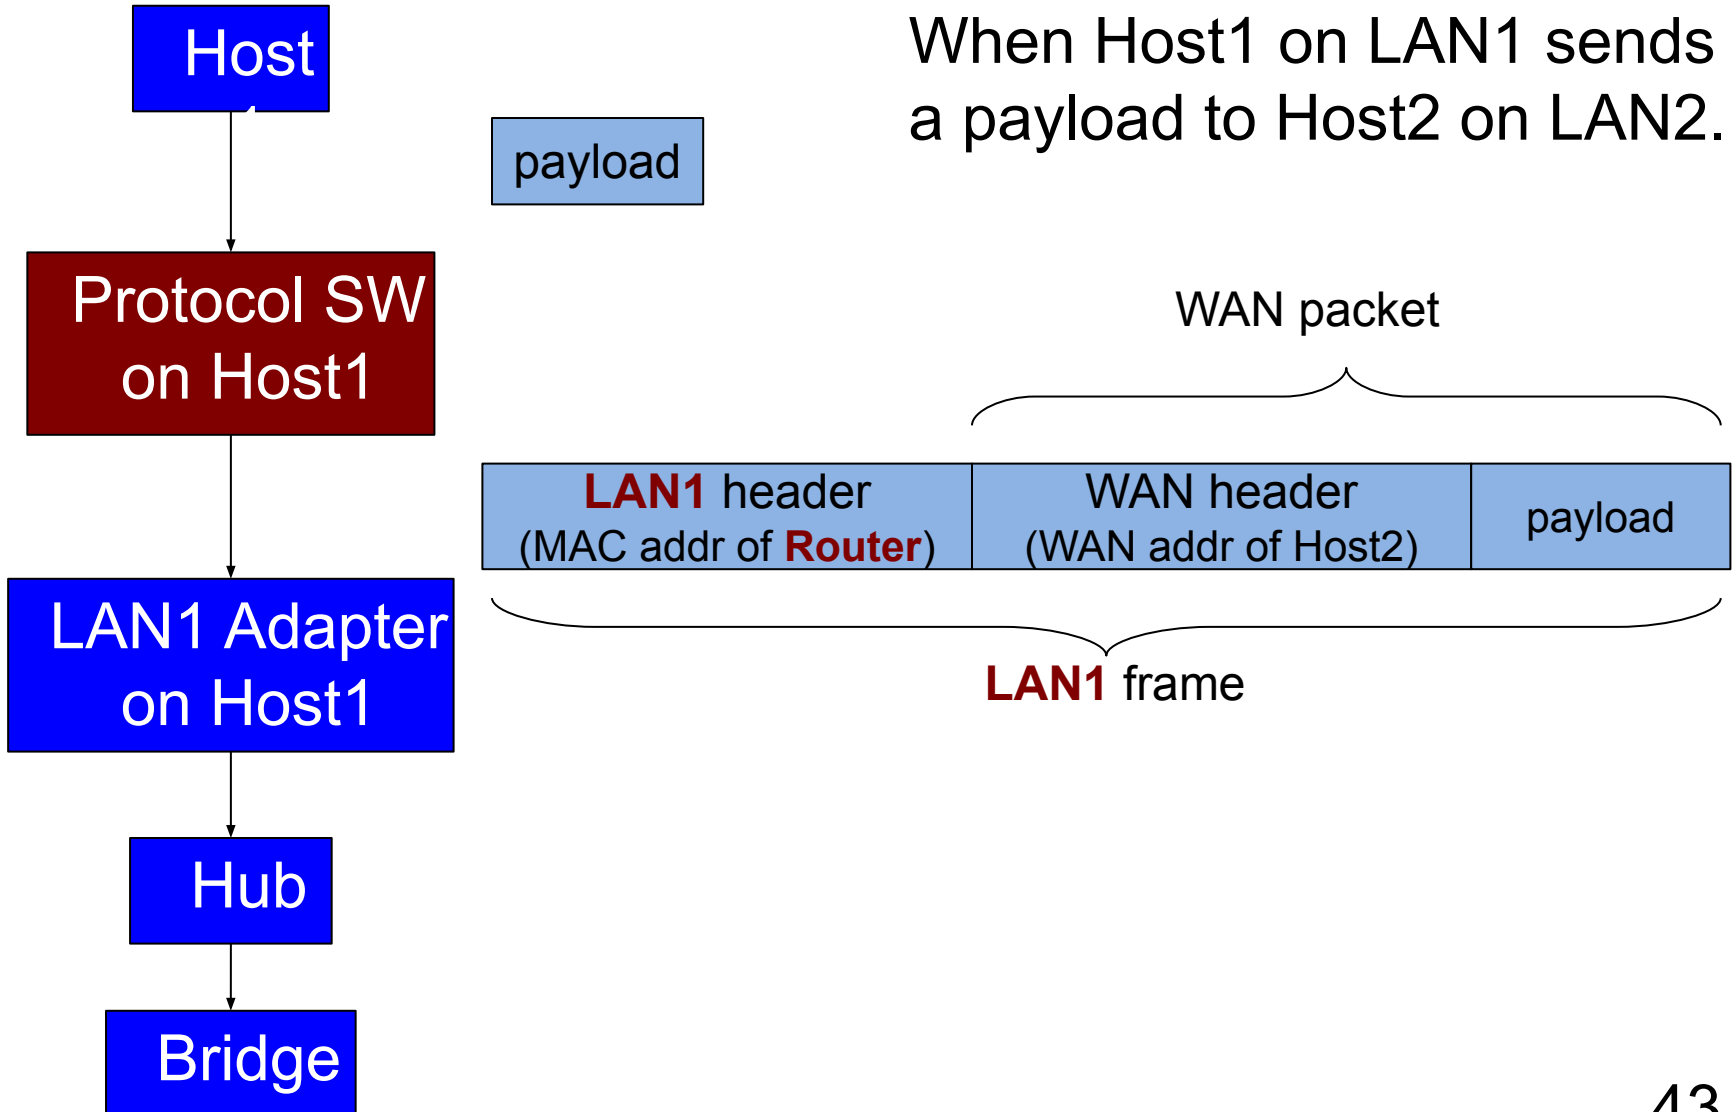 Host
When Host1 on LAN1 sends
a payload to Host2 on LAN2.
payload
Protocol SW
on Host1
WAN packet
LAN1 header
(MAC addr of Router)
WAN header
(WAN addr of Host2)
payload
LAN1 Adapter
on Host1
LAN1 frame
Hub
Bridge
43